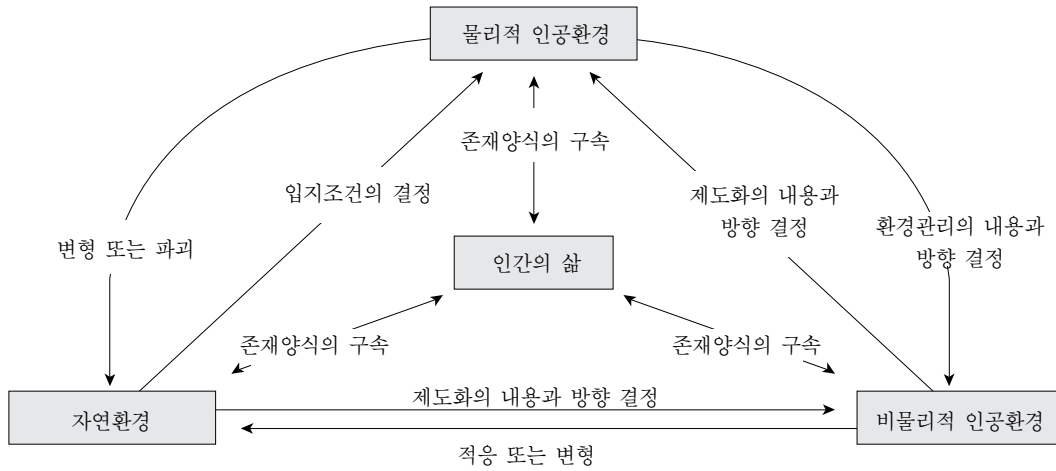 물리적 인공환경
존재양식의 구속
입지조건의 결정
제도화의 내용과
방향 결정
변형 또는 파괴
환경관리의 내용과
방향 결정
인간의 삶
존재양식의 구속
존재양식의 구속
자연환경
제도화의 내용과 방향 결정
비물리적 인공환경
적응 또는 변형